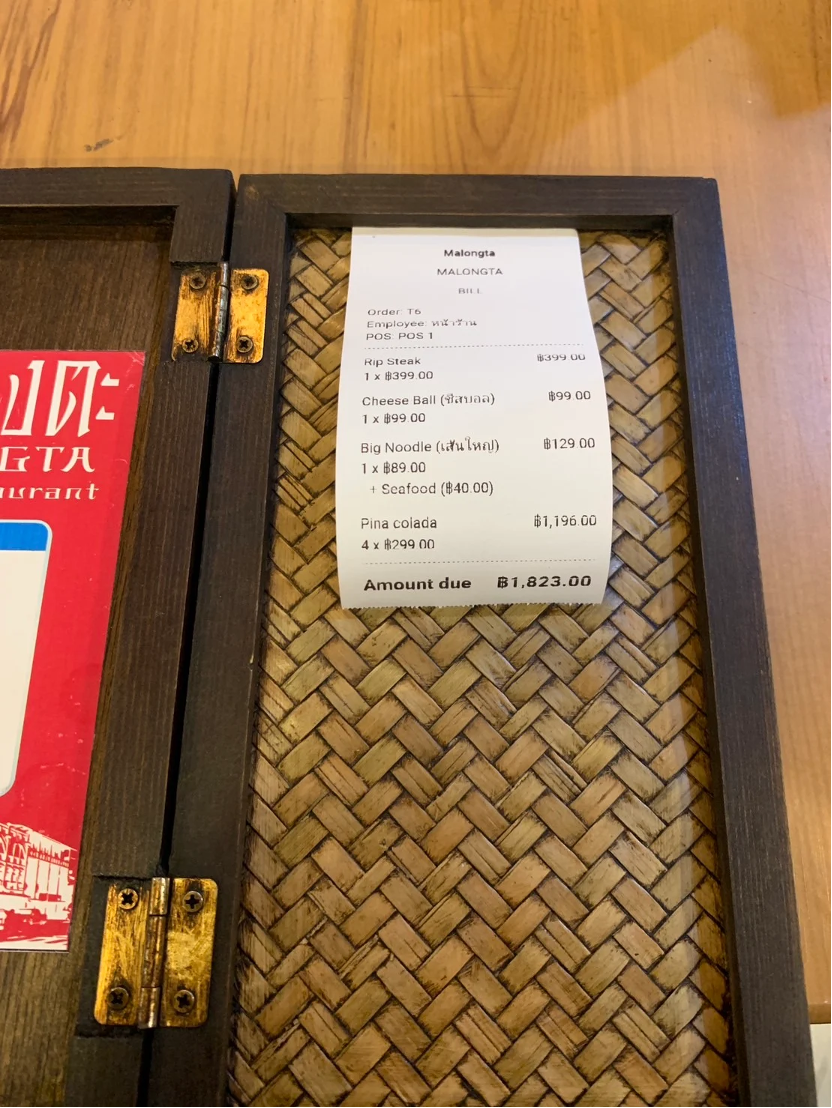 GTA
urant
Malongta
MALONGTA
BILL
Order: T6
Employee: หน้าร้าน
POS: POS 1
Rip Steak ฿399.00
1 x ฿399.00
Cheese Ball (ชีสบอล) ฿99.00
1 x ฿99.00
Big Noodle (เส้นใหญ่) ฿129.00
1 x ฿89.00
+ Seafood (฿40.00)
Pina colada ฿1,196.00
4 x ฿299.00
Amount due ฿1,823.00